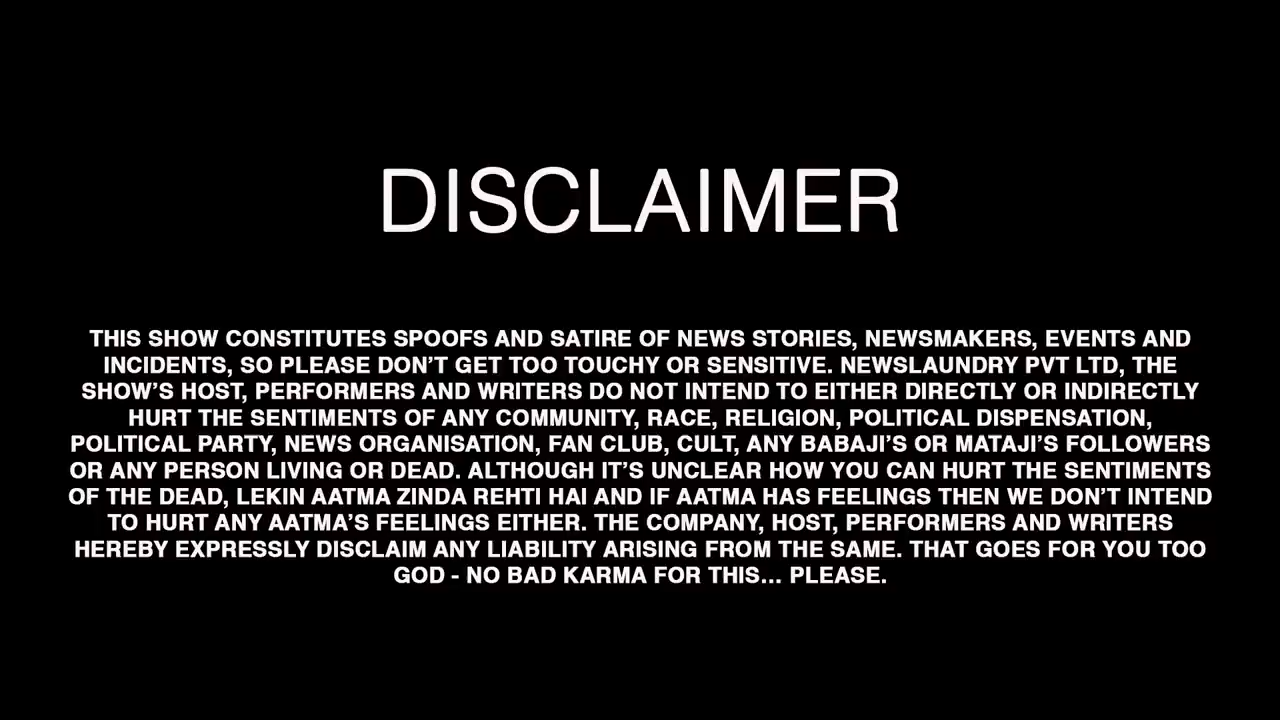 DISCLAIMER
THIS SHOW CONSTITUTES SPOOFS AND SATIRE OF NEWS STORIES, NEWSMAKERS, EVENTS AND
INCIDENTS, SO PLEASE DON’T GET TOO TOUCHY OR SENSITIVE. NEWSLAUNDRY PVT LTD, THE
SHOW’S HOST, PERFORMERS AND WRITERS DO NOT INTEND TO EITHER DIRECTLY OR INDIRECTLY
HURT THE SENTIMENTS OF ANY COMMUNITY, RACE, RELIGION, POLITICAL DISPENSATION,
POLITICAL PARTY, NEWS ORGANISATION, FAN CLUB, CULT, ANY BABAJI’S OR MATAJI’S FOLLOWERS
OR ANY PERSON LIVING OR DEAD. ALTHOUGH IT’S UNCLEAR HOW YOU CAN HURT THE SENTIMENTS
OF THE DEAD, LEKIN AATMA ZINDA REHTI HAI AND IF AATMA HAS FEELINGS THEN WE DON’T INTEND
TO HURT ANY AATMA’S FEELINGS EITHER. THE COMPANY, HOST, PERFORMERS AND WRITERS
HEREBY EXPRESSLY DISCLAIM ANY LIABILITY ARISING FROM THE SAME. THAT GOES FOR YOU TOO
GOD - NO BAD KARMA FOR THIS... PLEASE.